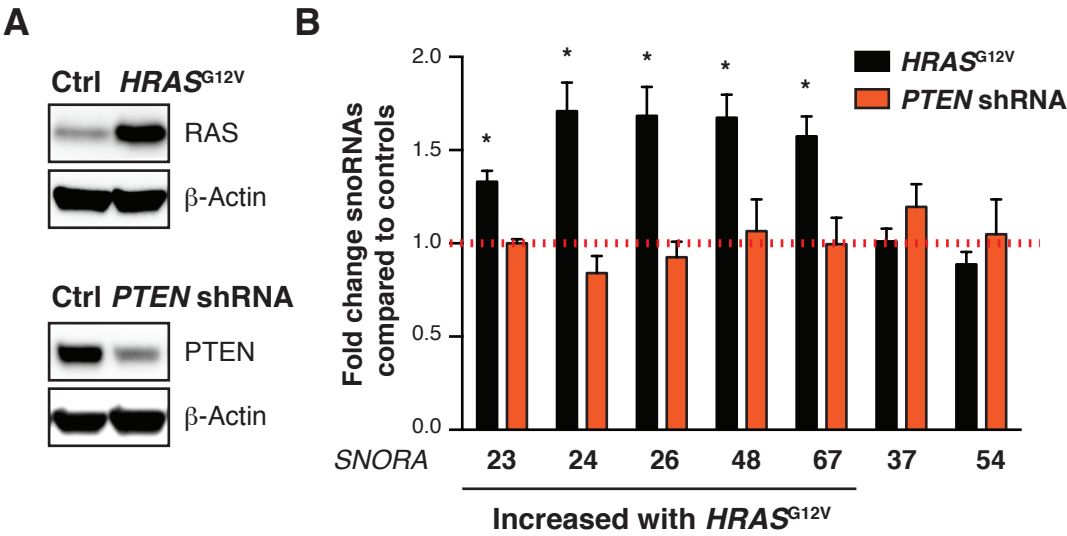 A
Ctrl HRASG12V
RAS
β-Actin
Ctrl PTEN shRNA
PTEN
β-Actin
B
Fold change snoRNAs
compared to controls
2.0
1.5
1.0
0.5
0.0
* * * * *
HRASG12V
PTEN shRNA
SNORA 23 24 26 48 67 37 54
Increased with HRASG12V